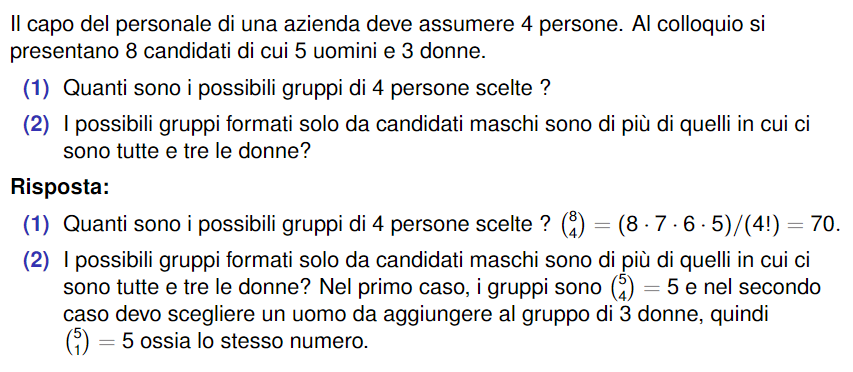 Il capo del personale di una azienda deve assumere 4 persone. Al colloquio si
presentano 8 candidati di cui 5 uomini e 3 donne.
(1) Quanti sono i possibili gruppi di 4 persone scelte ?
(2) I possibili gruppi formati solo da candidati maschi sono di più di quelli in cui ci
sono tutte e tre le donne?
Risposta:
(1) Quanti sono i possibili gruppi di 4 persone scelte ? (8 4) = (8 · 7 · 6 · 5)/(4!) = 70.
(2) I possibili gruppi formati solo da candidati maschi sono di più di quelli in cui ci
sono tutte e tre le donne? Nel primo caso, i gruppi sono (5 4) = 5 e nel secondo
caso devo scegliere un uomo da aggiungere al gruppo di 3 donne, quindi
(5 1) = 5 ossia lo stesso numero.